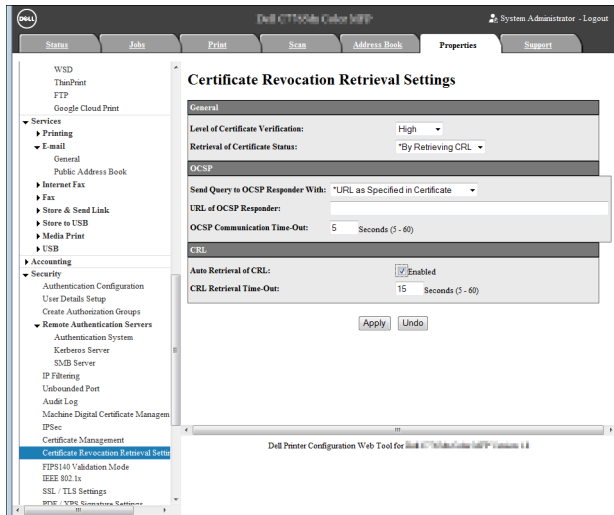 DELL
System Administrator - Logout
Status
Jobs
Print
Scan
Address Book
Properties
Support
WSD
ThinPrint
FTP
Google Cloud Print
Services
Printing
E-mail
General
Public Address Book
Internet Fax
Fax
Store & Send Link
Store to USB
Media Print
USB
Accounting
Security
Authentication Configuration
User Details Setup
Create Authorization Groups
Remote Authentication Servers
Authentication System
Kerberos Server
SMB Server
IP Filtering
Unbounded Port
Audit Log
Machine Digital Certificate Managem
IPSec
Certificate Management
Certificate Revocation Retrieval Settin
FIPS140 Validation Mode
IEEE 802.1x
SSL / TLS Settings
PDF / XPS Signature Settings
Certificate Revocation Retrieval Settings
General
Level of Certificate Verification: High
Retrieval of Certificate Status: *By Retrieving CRL
OCSP
Send Query to OCSP Responder With: *URL as Specified in Certificate
URL of OCSP Responder:
OCSP Communication Time-Out: 5 Seconds (5 - 60)
CRL
Auto Retrieval of CRL: Enabled
CRL Retrieval Time-Out: 15 Seconds (5 - 60)
Apply Undo
Dell Printer Configuration Web Tool for